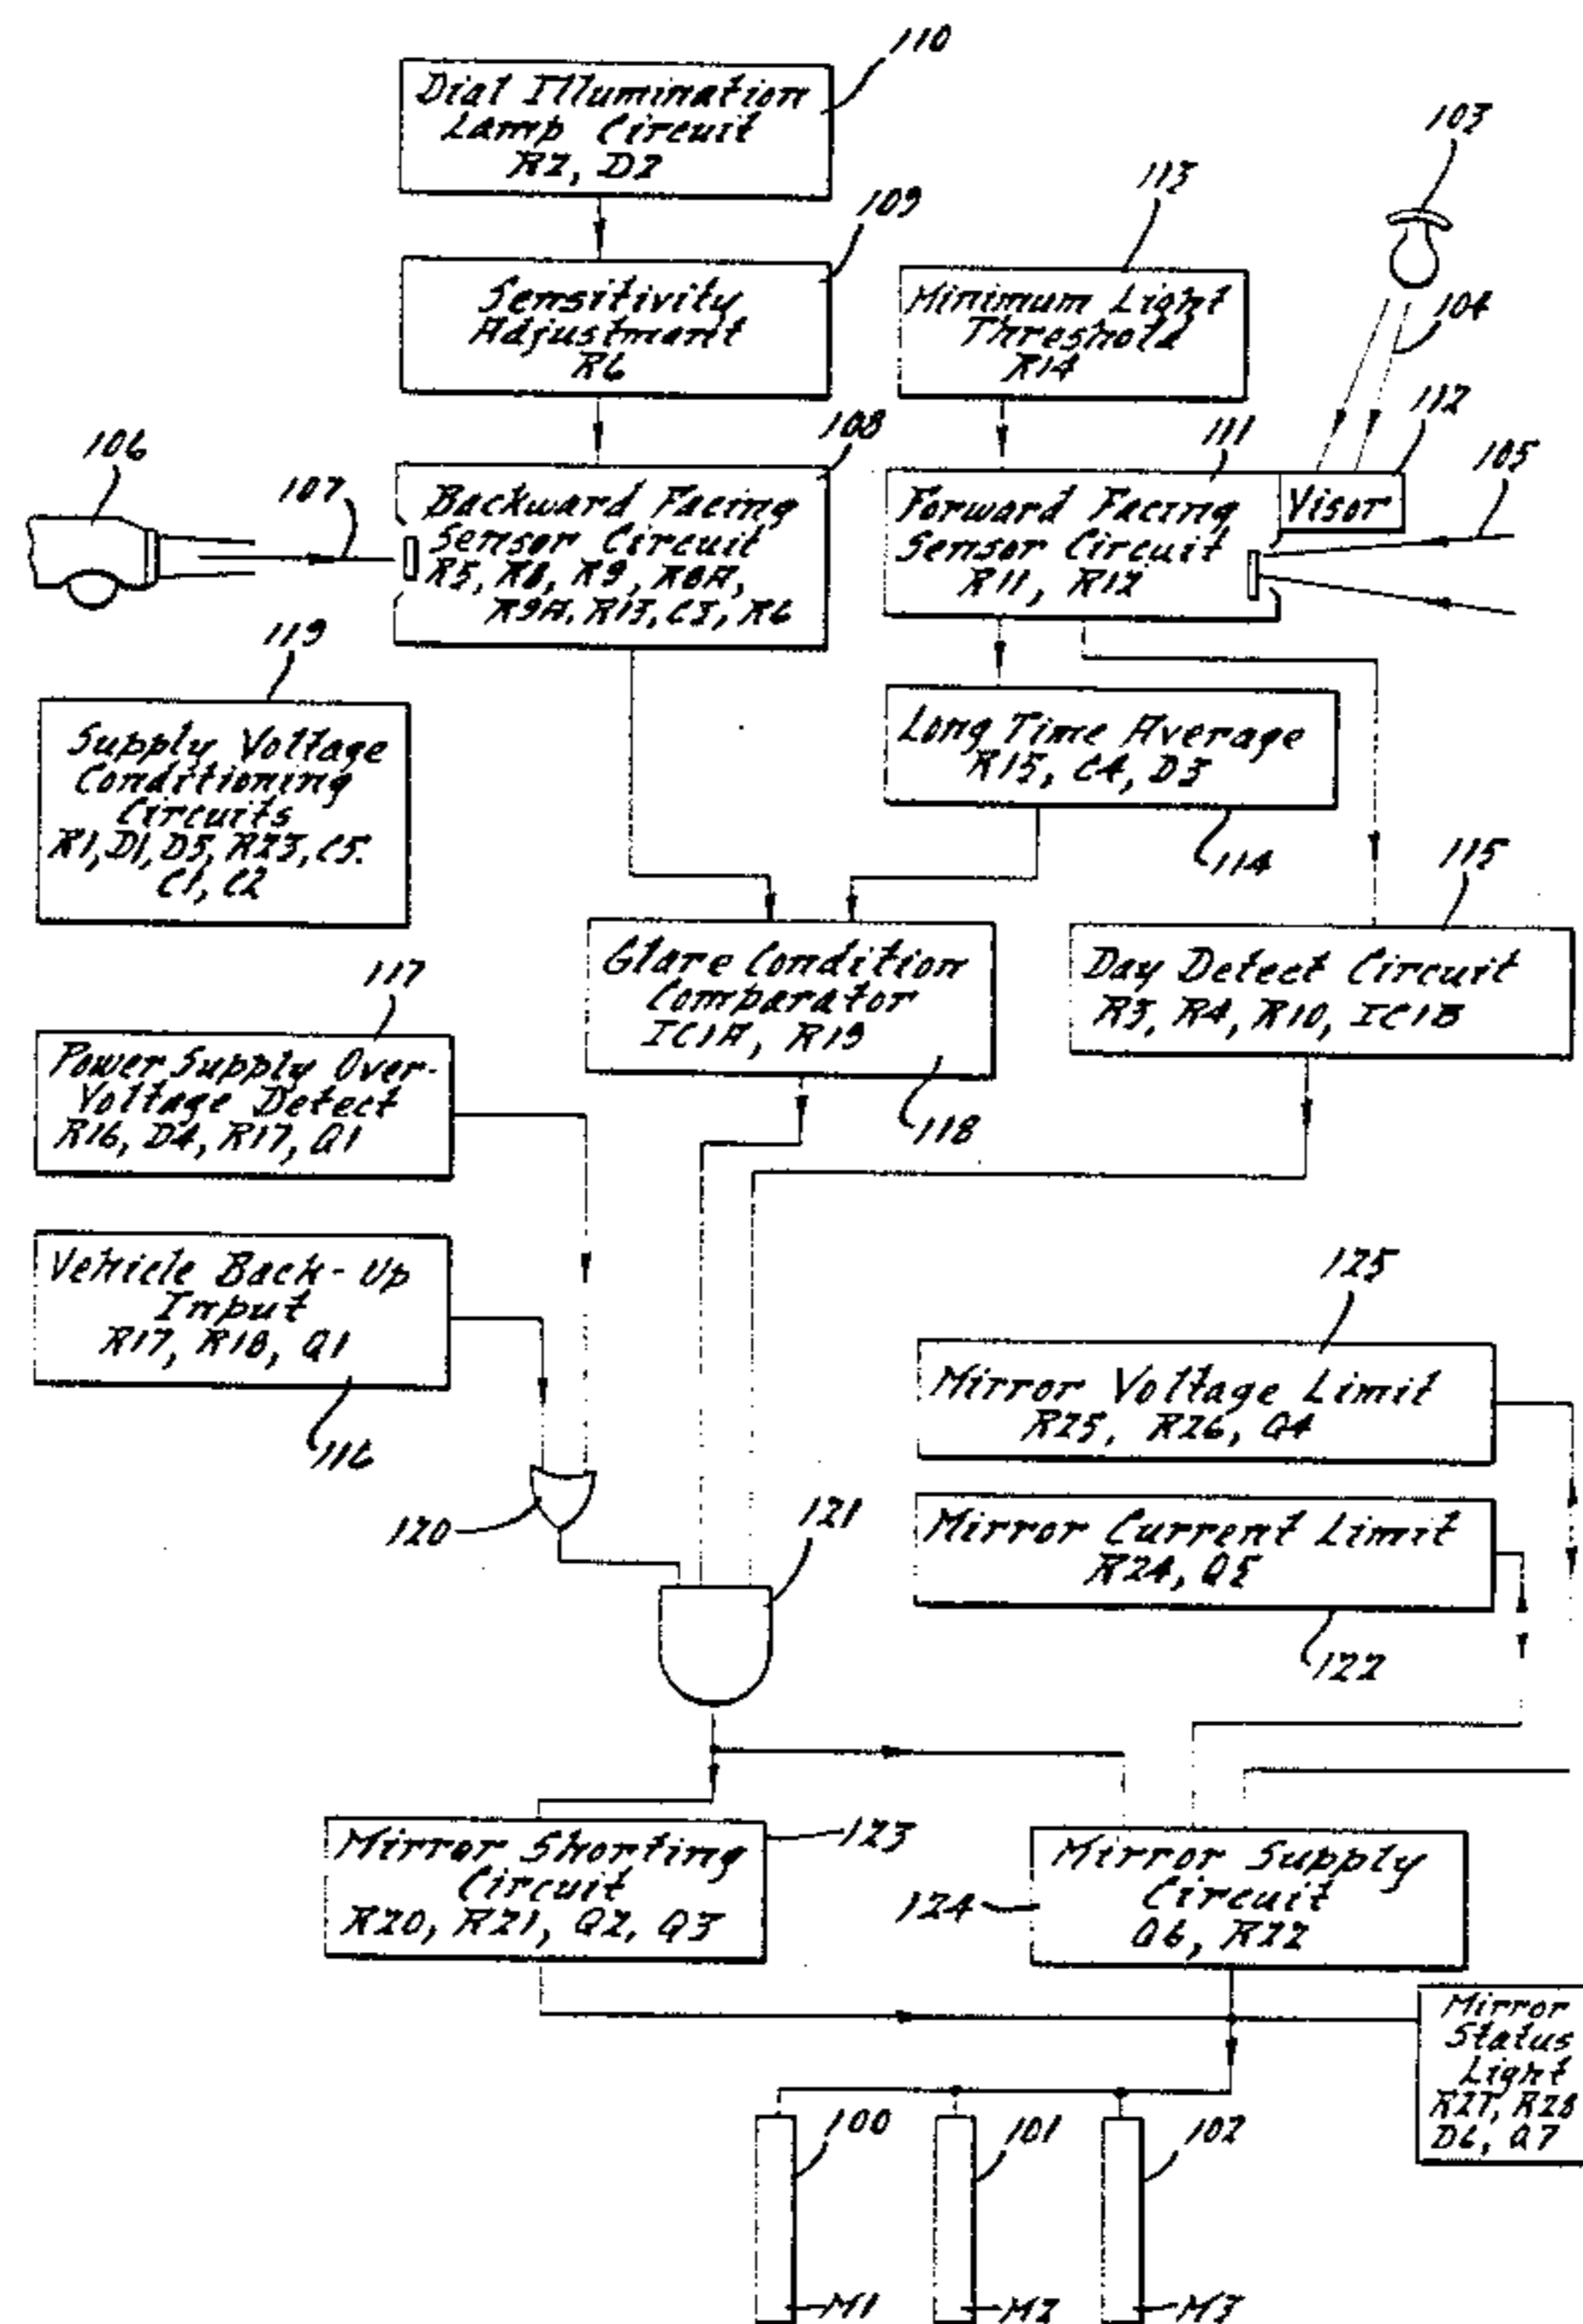 110
Dial Illumination
Lamp Circuit
R2, D2
109
Sensitivity
Adjustment
R6
113
Minimum Light
Threshold
R14
103
104
112
111
105
106
107
108
Backward Facing
Sensor Circuit
R5, R8, R9, R8A,
R9A, R13, C3, R6
Forward Facing
Sensor Circuit
R11, R12
Visor
119
Supply Voltage
Conditioning
Circuits
R1, D1, D5, R23, C5.
C1, C2
Long Time Average
R15, C4, D3
114
115
Glare Condition
Comparator
IC1A, R19
118
Day Detect Circuit
R3, R4, R10, IC1B
117
Power Supply Over-
Voltage Detect
R16, D4, R17, Q1
Vehicle Back-Up
Input
R17, R18, Q1
116
125
Mirror Voltage Limit
R25, R26, Q4
120
121
Mirror Current Limit
R24, Q5
122
Mirror Shorting
Circuit
R20, R21, Q2, Q3
123
124
Mirror Supply
Circuit
Q6, R22
Mirror
Status
Light
R27, R28
D6, Q7
100
101
102
M1
M2
M3